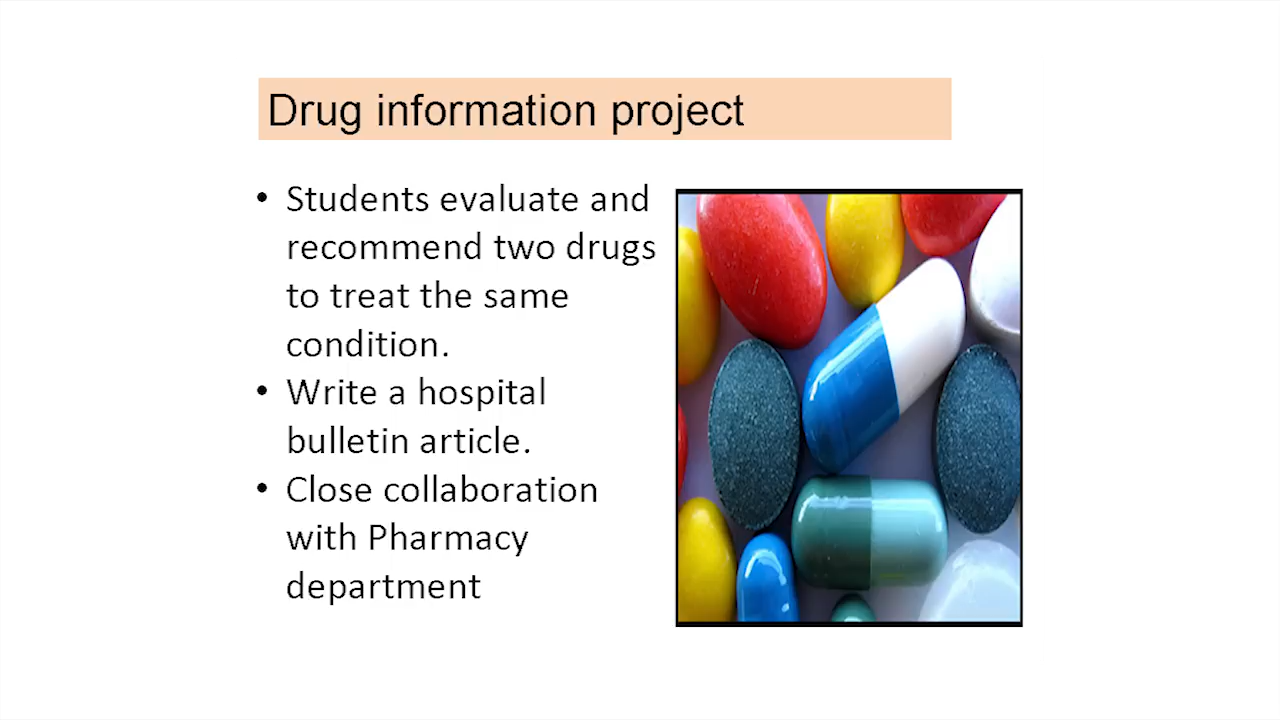 Drug information project
• Students evaluate and
recommend two drugs
to treat the same
condition.
• Write a hospital
bulletin article.
• Close collaboration
with Pharmacy
department